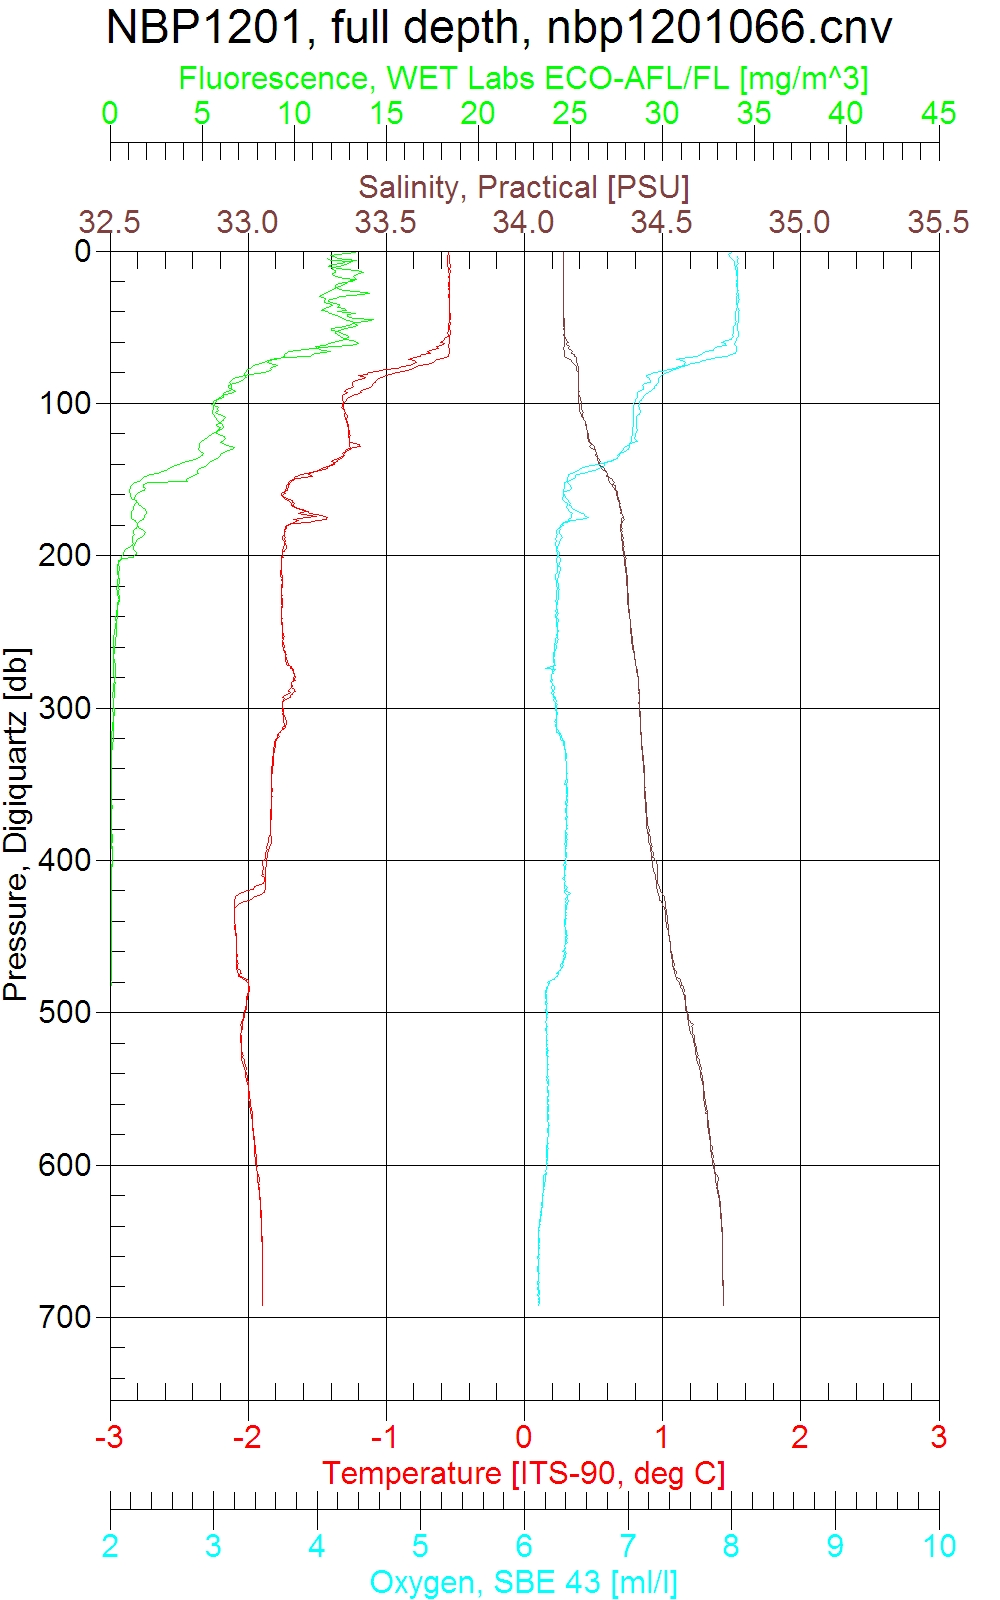 NBP1201, full depth, nbp1201066.cnv
Fluorescence, WET Labs ECO-AFL/FL [mg/m^3]
0 5 10 15 20 25 30 35 40 45
Salinity, Practical [PSU]
32.5 33.0 33.5 34.0 34.5 35.0 35.5
0
100
200
300
400
500
600
700
Pressure, Digiquartz [db]
-3 -2 -1 0 1 2 3
Temperature [ITS-90, deg C]
2 3 4 5 6 7 8 9 10
Oxygen, SBE 43 [ml/l]